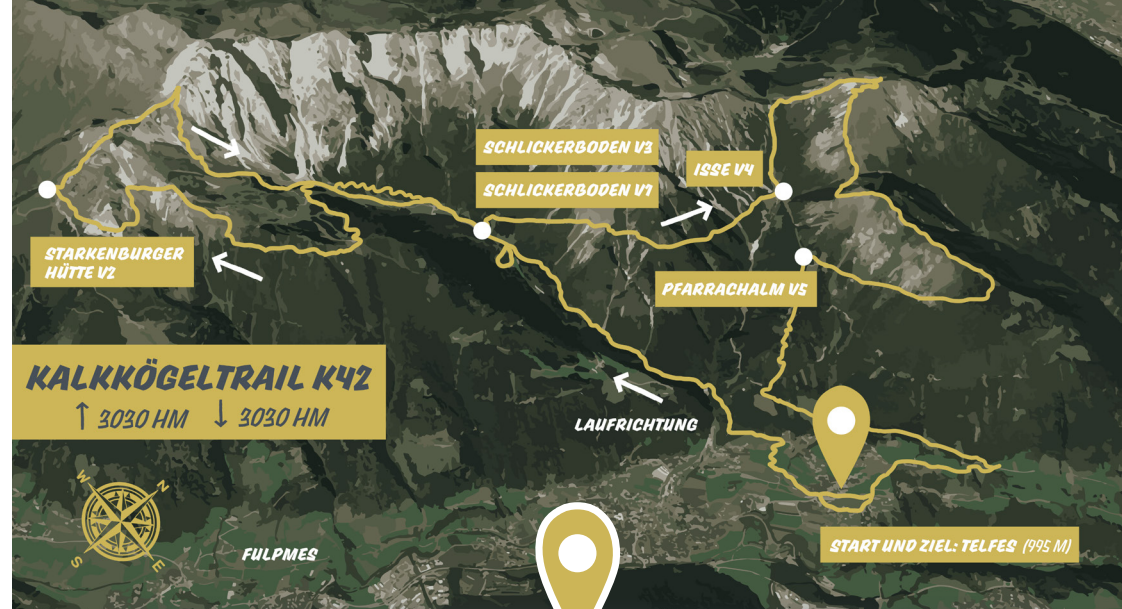 SCHLICKERBODEN V3
ISSE V4
SCHLICKERBODEN V1
STARKENBURGER
HÜTTE V2
PFARRACHALM V5
KALKKÖGELTRAIL K42
↑ 3030 HM ↓ 3030 HM
LAUFRICHTUNG
W N
S E
FULPMES
START UND ZIEL: TELFES (995 M)